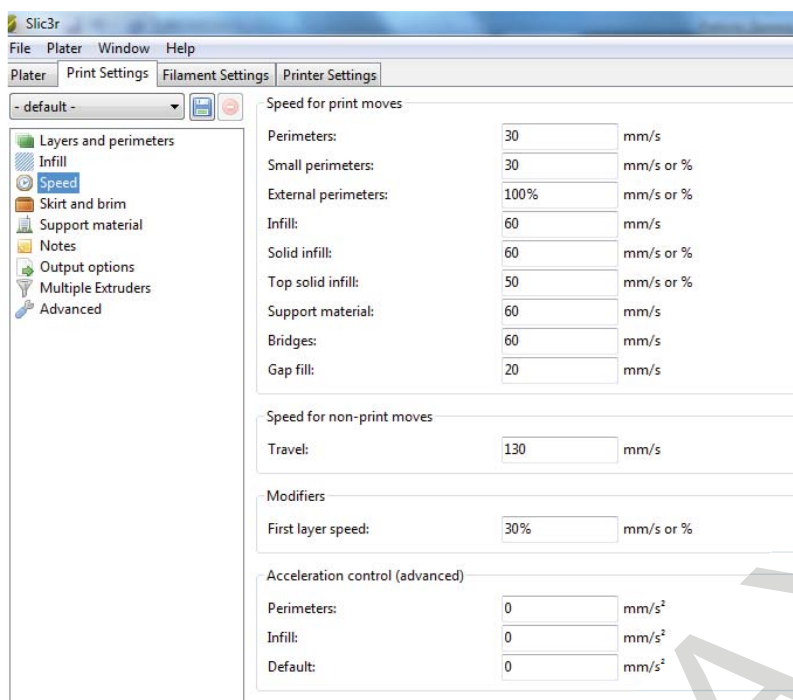 Slic3r
File Plater Window Help
Plater Print Settings Filament Settings Printer Settings
- default -
Layers and perimeters
Infill
Speed
Skirt and brim
Support material
Notes
Output options
Multiple Extruders
Advanced
Speed for print moves
Perimeters: 30 mm/s
Small perimeters: 30 mm/s or %
External perimeters: 100% mm/s or %
Infill: 60 mm/s
Solid infill: 60 mm/s or %
Top solid infill: 50 mm/s or %
Support material: 60 mm/s
Bridges: 60 mm/s
Gap fill: 20 mm/s
Speed for non-print moves
Travel: 130 mm/s
Modifiers
First layer speed: 30% mm/s or %
Acceleration control (advanced)
Perimeters: 0 mm/s²
Infill: 0 mm/s²
Default: 0 mm/s²